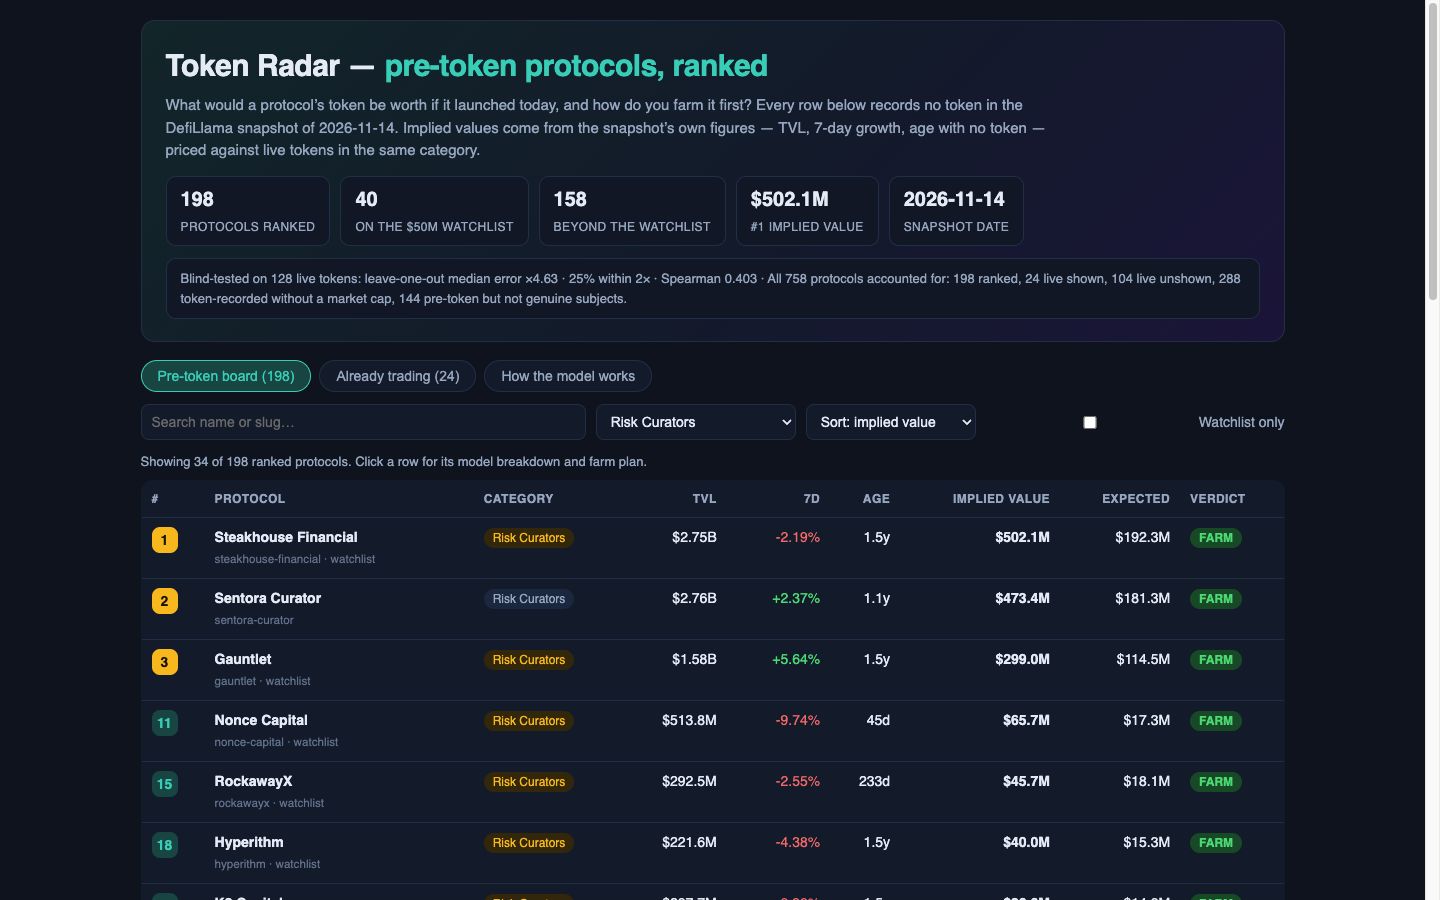 Token Radar — pre-token protocols, ranked
What would a protocol's token be worth if it launched today, and how do you farm it first? Every row below records no token in the
DefiLlama snapshot of 2026-11-14. Implied values come from the snapshot's own figures — TVL, 7-day growth, age with no token —
priced against live tokens in the same category.
198 40 158 $502.1M 2026-11-14
PROTOCOLS RANKED ON THE $50M WATCHLIST BEYOND THE WATCHLIST #1 IMPLIED VALUE SNAPSHOT DATE
Blind-tested on 128 live tokens: leave-one-out median error ×4.63 · 25% within 2× · Spearman 0.403 · All 758 protocols accounted for: 198 ranked, 24 live shown, 104 live unshown, 288
token-recorded without a market cap, 144 pre-token but not genuine subjects.
Pre-token board (198) Already trading (24) How the model works
Search name or slug… Risk Curators Sort: implied value Watchlist only
Showing 34 of 198 ranked protocols. Click a row for its model breakdown and farm plan.
# PROTOCOL CATEGORY TVL 7D AGE IMPLIED VALUE EXPECTED VERDICT
1 Steakhouse Financial Risk Curators $2.75B -2.19% 1.5y $502.1M $192.3M FARM
steakhouse-financial · watchlist
2 Sentora Curator Risk Curators $2.76B +2.37% 1.1y $473.4M $181.3M FARM
sentora-curator
3 Gauntlet Risk Curators $1.58B +5.64% 1.5y $299.0M $114.5M FARM
gauntlet · watchlist
11 Nonce Capital Risk Curators $513.8M -9.74% 45d $65.7M $17.3M FARM
nonce-capital · watchlist
15 RockawayX Risk Curators $292.5M -2.55% 233d $45.7M $18.1M FARM
rockawayx · watchlist
18 Hyperithm Risk Curators $221.6M -4.38% 1.5y $40.0M $15.3M FARM
hyperithm · watchlist